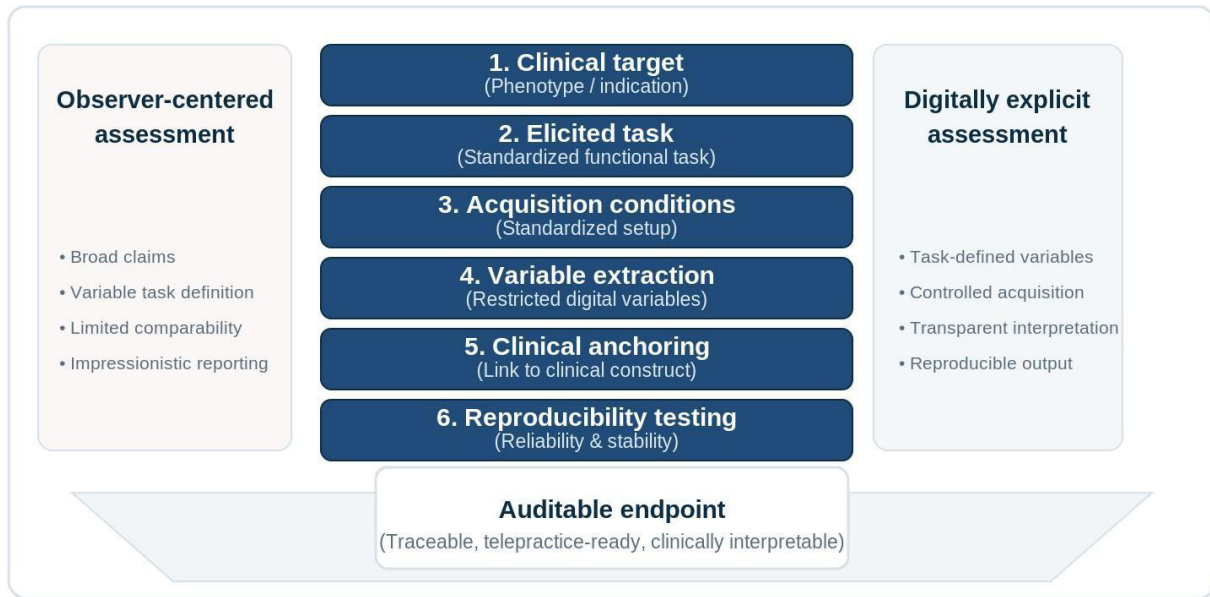 Observer-centered
assessment
• Broad claims
• Variable task definition
• Limited comparability
• Impressionistic reporting
1. Clinical target
(Phenotype / indication)
2. Elicited task
(Standardized functional task)
3. Acquisition conditions
(Standardized setup)
4. Variable extraction
(Restricted digital variables)
5. Clinical anchoring
(Link to clinical construct)
6. Reproducibility testing
(Reliability & stability)
Digitally explicit
assessment
• Task-defined variables
• Controlled acquisition
• Transparent interpretation
• Reproducible output
Auditable endpoint
(Traceable, telepractice-ready, clinically interpretable)